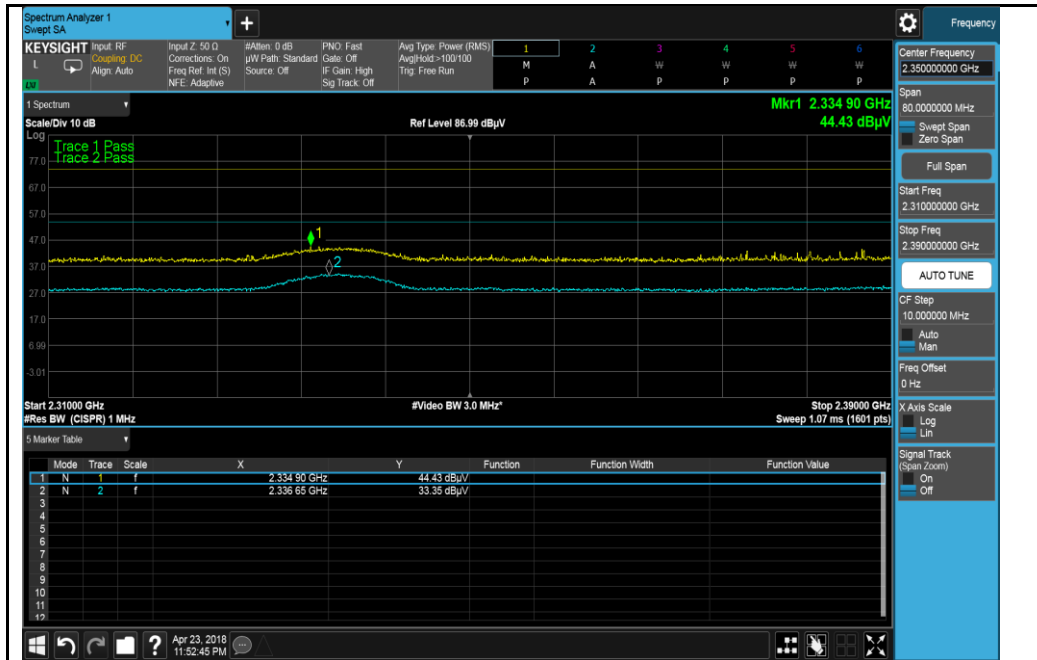 Spectrum Analyzer 1
Swept SA
Frequency
KEYSIGHT
L
LXI
Input: RF
Coupling: DC
Align: Auto
Input Z: 50 Ω
Corrections: On
Freq Ref: Int (S)
NFE: Adaptive
#Atten: 0 dB
µW Path: Standard
Source: Off
PNO: Fast
Gate: Off
IF Gain: High
Sig Track: Off
Avg Type: Power (RMS)
Avg|Hold:>100/100
Trig: Free Run
1 2 3 4 5 6
M A W W W W
P A P P P P
1 Spectrum
Scale/Div 10 dB
Ref Level 86.99 dBµV
Mkr1 2.334 90 GHz
44.43 dBµV
Log
Trace 1 Pass
Trace 2 Pass
77.0
67.0
57.0
47.0
37.0
27.0
17.0
6.99
-3.01
1
2
Start 2.31000 GHz
#Video BW 3.0 MHz*
Stop 2.39000 GHz
#Res BW (CISPR) 1 MHz
Sweep 1.07 ms (1601 pts)
5 Marker Table
Mode Trace Scale X Y Function Function Width Function Value
1 N 1 f 2.334 90 GHz 44.43 dBµV
2 N 2 f 2.336 65 GHz 33.35 dBµV
3
4
5
6
7
8
9
10
11
12
Center Frequency
2.350000000 GHz
Span
80.0000000 MHz
Swept Span
Zero Span
Full Span
Start Freq
2.310000000 GHz
Stop Freq
2.390000000 GHz
AUTO TUNE
CF Step
10.000000 MHz
Auto
Man
Freq Offset
0 Hz
X Axis Scale
Log
Lin
Signal Track
(Span Zoom)
On
Off
?
Apr 23, 2018
11:52:45 PM